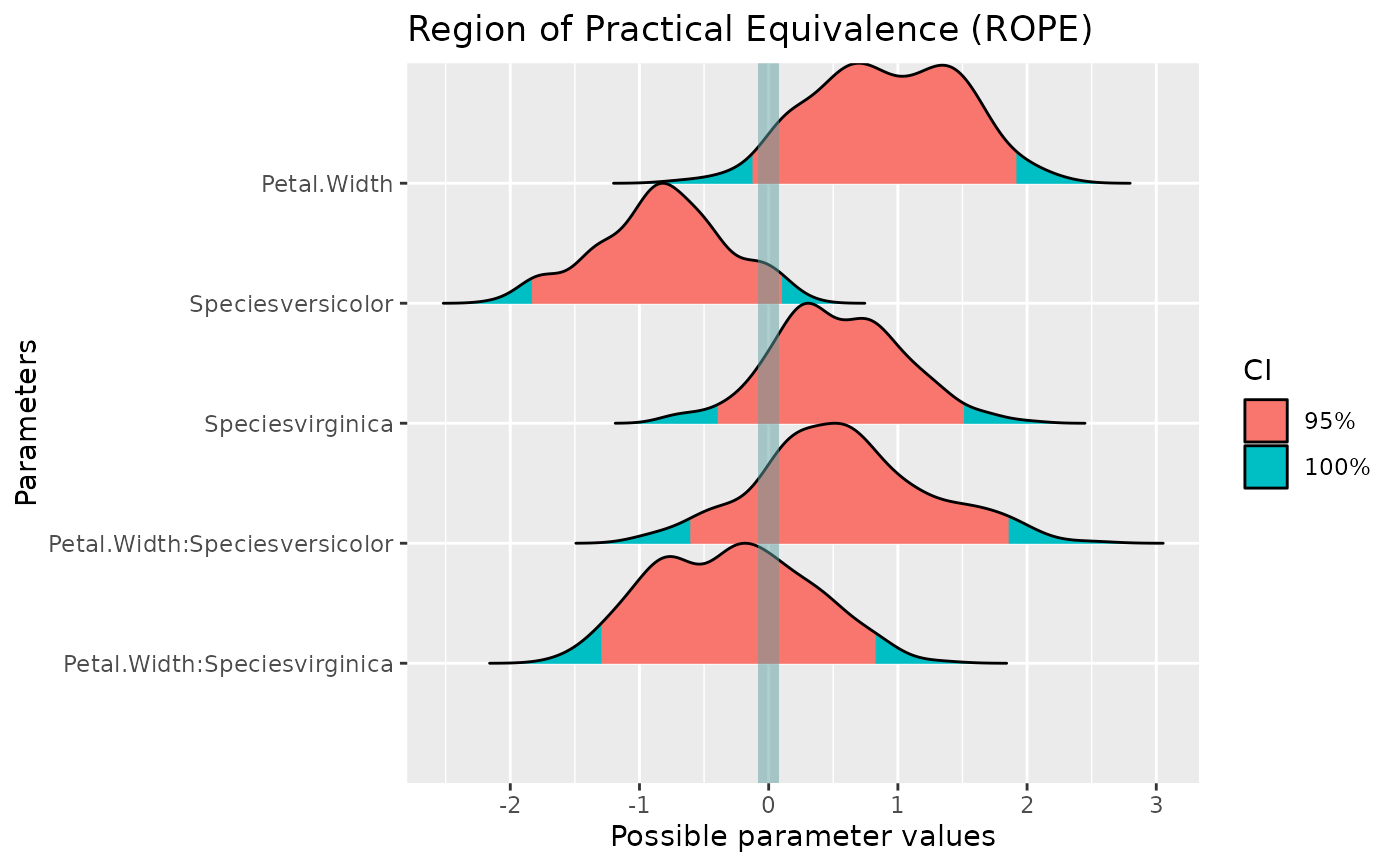 Region of Practical Equivalence (ROPE)
Parameters
Petal.Width
Speciesversicolor
Speciesvirginica
Petal.Width:Speciesversicolor
Petal.Width:Speciesvirginica
-2 -1 0 1 2 3
Possible parameter values
CI
95%
100%